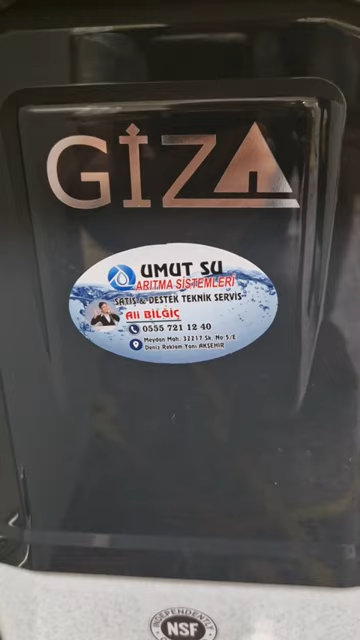 GİZA
UMUT SU
ARITMA SİSTEMLERİ
SATIŞ & DESTEK TEKNİK SERVİS
Ali BİLGİÇ
0555 721 12 40
Meydan Mah. 32217 Sk. No:5/E
Deniz Reklam Yanı AKŞEHİR
INDEPENDENTLY
NSF